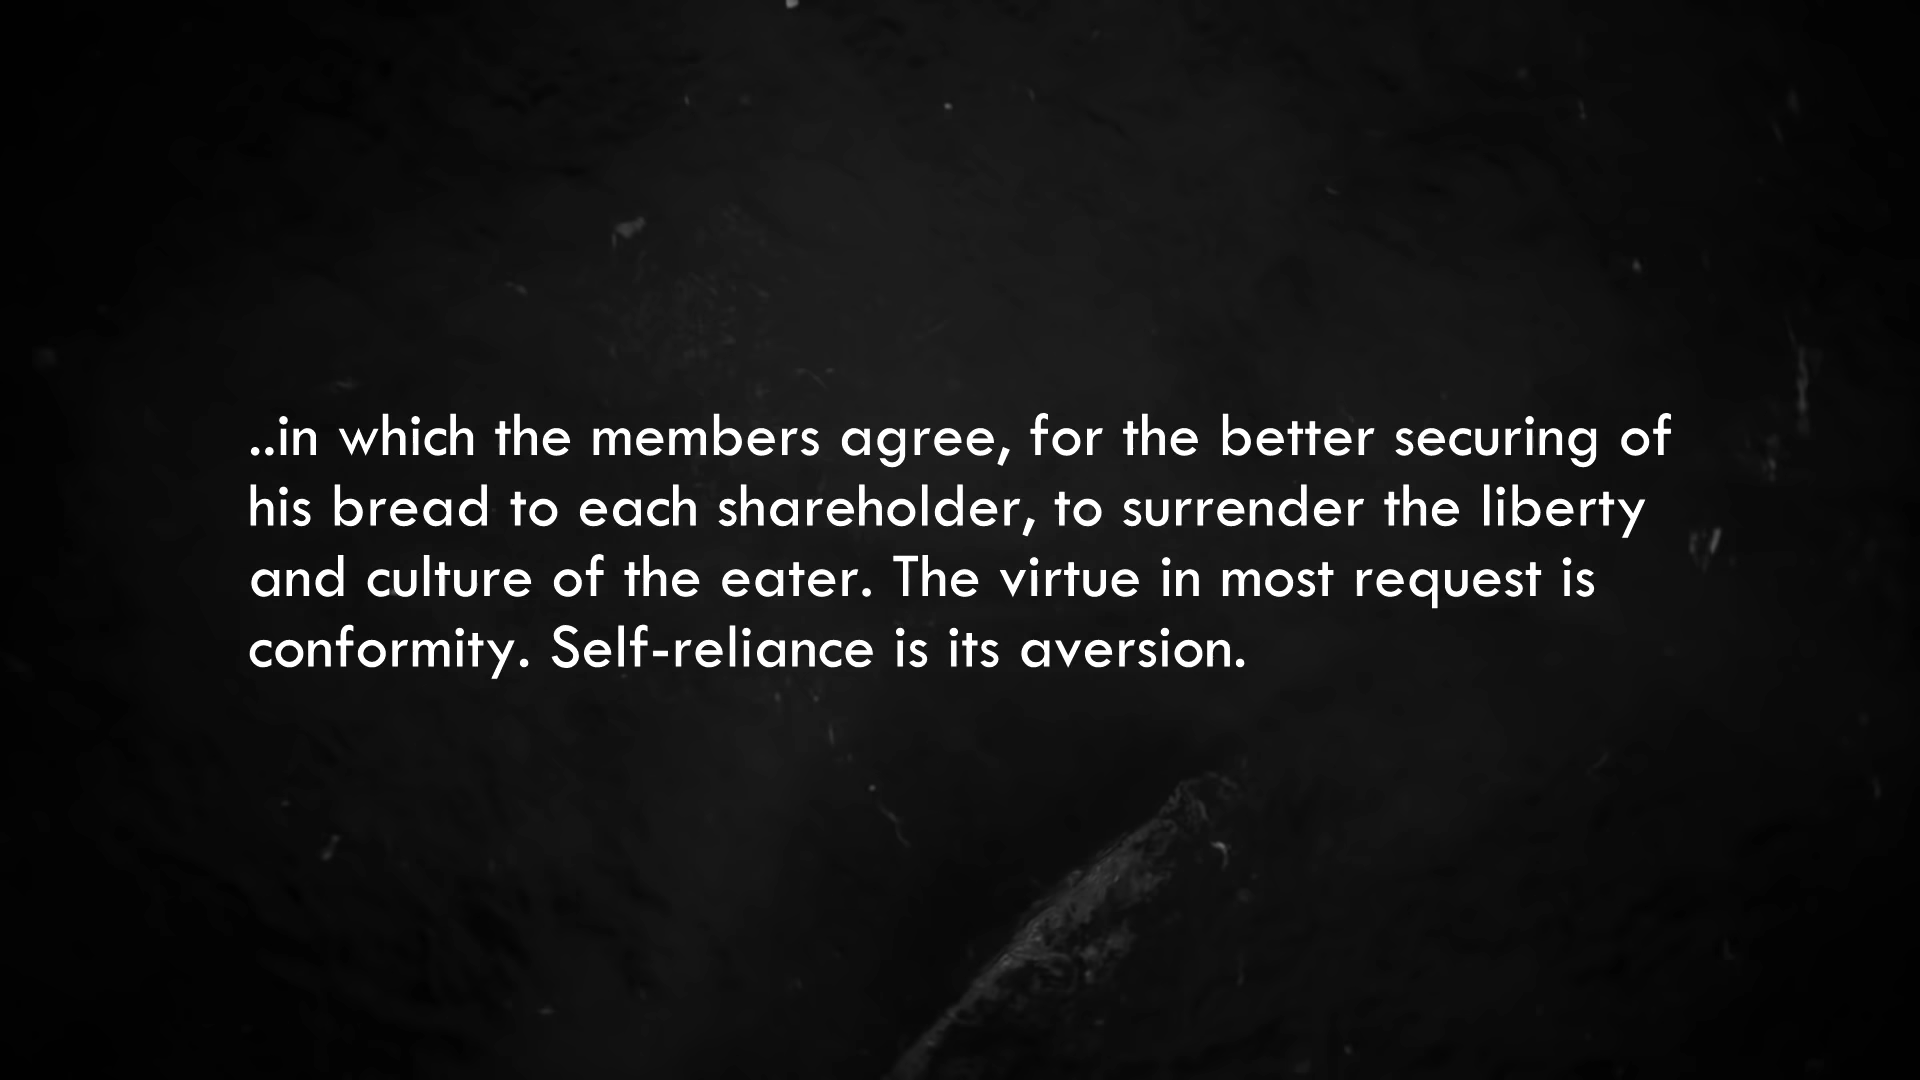 ..in which the members agree, for the better securing of
his bread to each shareholder, to surrender the liberty
and culture of the eater. The virtue in most request is
conformity. Self-reliance is its aversion.